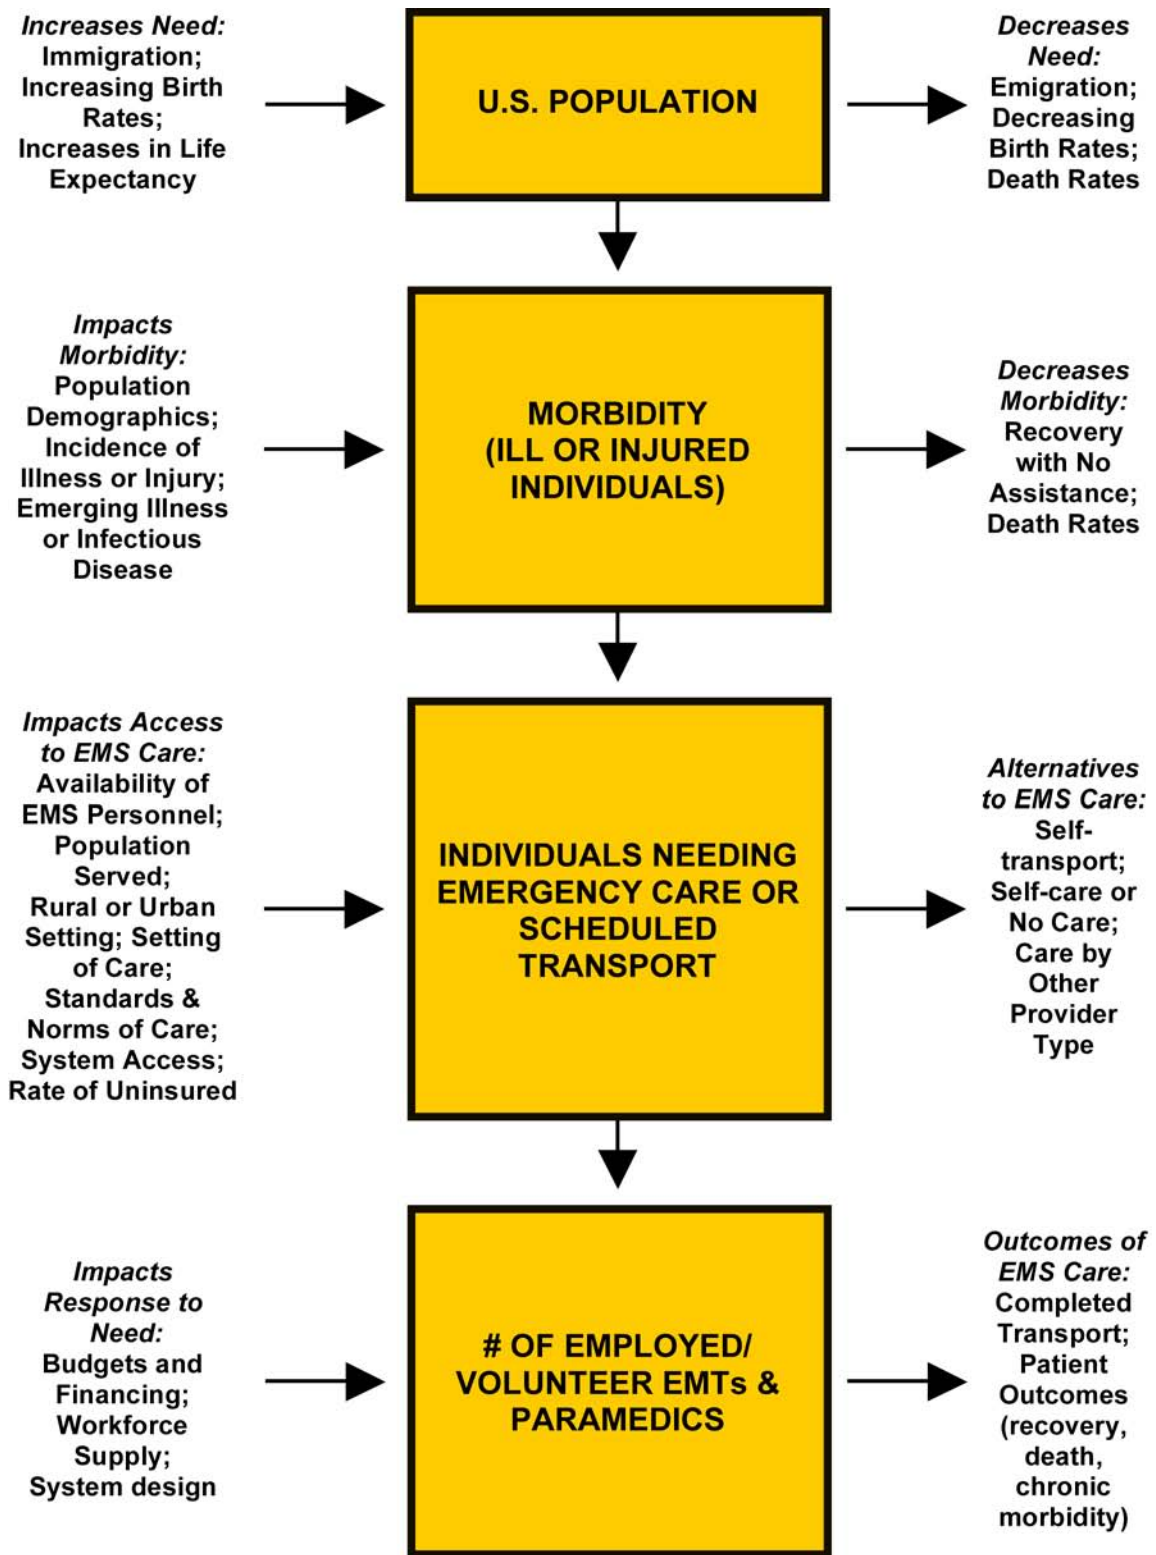 Increases Need:
Immigration;
Increasing Birth
Rates;
Increases in Life
Expectancy
U.S. POPULATION
Decreases
Need:
Emigration;
Decreasing
Birth Rates;
Death Rates
Impacts
Morbidity:
Population
Demographics;
Incidence of
Illness or Injury;
Emerging Illness
or Infectious
Disease
MORBIDITY
(ILL OR INJURED
INDIVIDUALS)
Decreases
Morbidity:
Recovery
with No
Assistance;
Death Rates
Impacts Access
to EMS Care:
Availability of
EMS Personnel;
Population
Served;
Rural or Urban
Setting; Setting
of Care;
Standards &
Norms of Care;
System Access;
Rate of Uninsured
INDIVIDUALS NEEDING
EMERGENCY CARE OR
SCHEDULED
TRANSPORT
Alternatives
to EMS Care:
Self-
transport;
Self-care or
No Care;
Care by
Other
Provider
Type
Impacts
Response to
Need:
Budgets and
Financing;
Workforce
Supply;
System design
# OF EMPLOYED/
VOLUNTEER EMTs &
PARAMEDICS
Outcomes of
EMS Care:
Completed
Transport;
Patient
Outcomes
(recovery,
death,
chronic
morbidity)